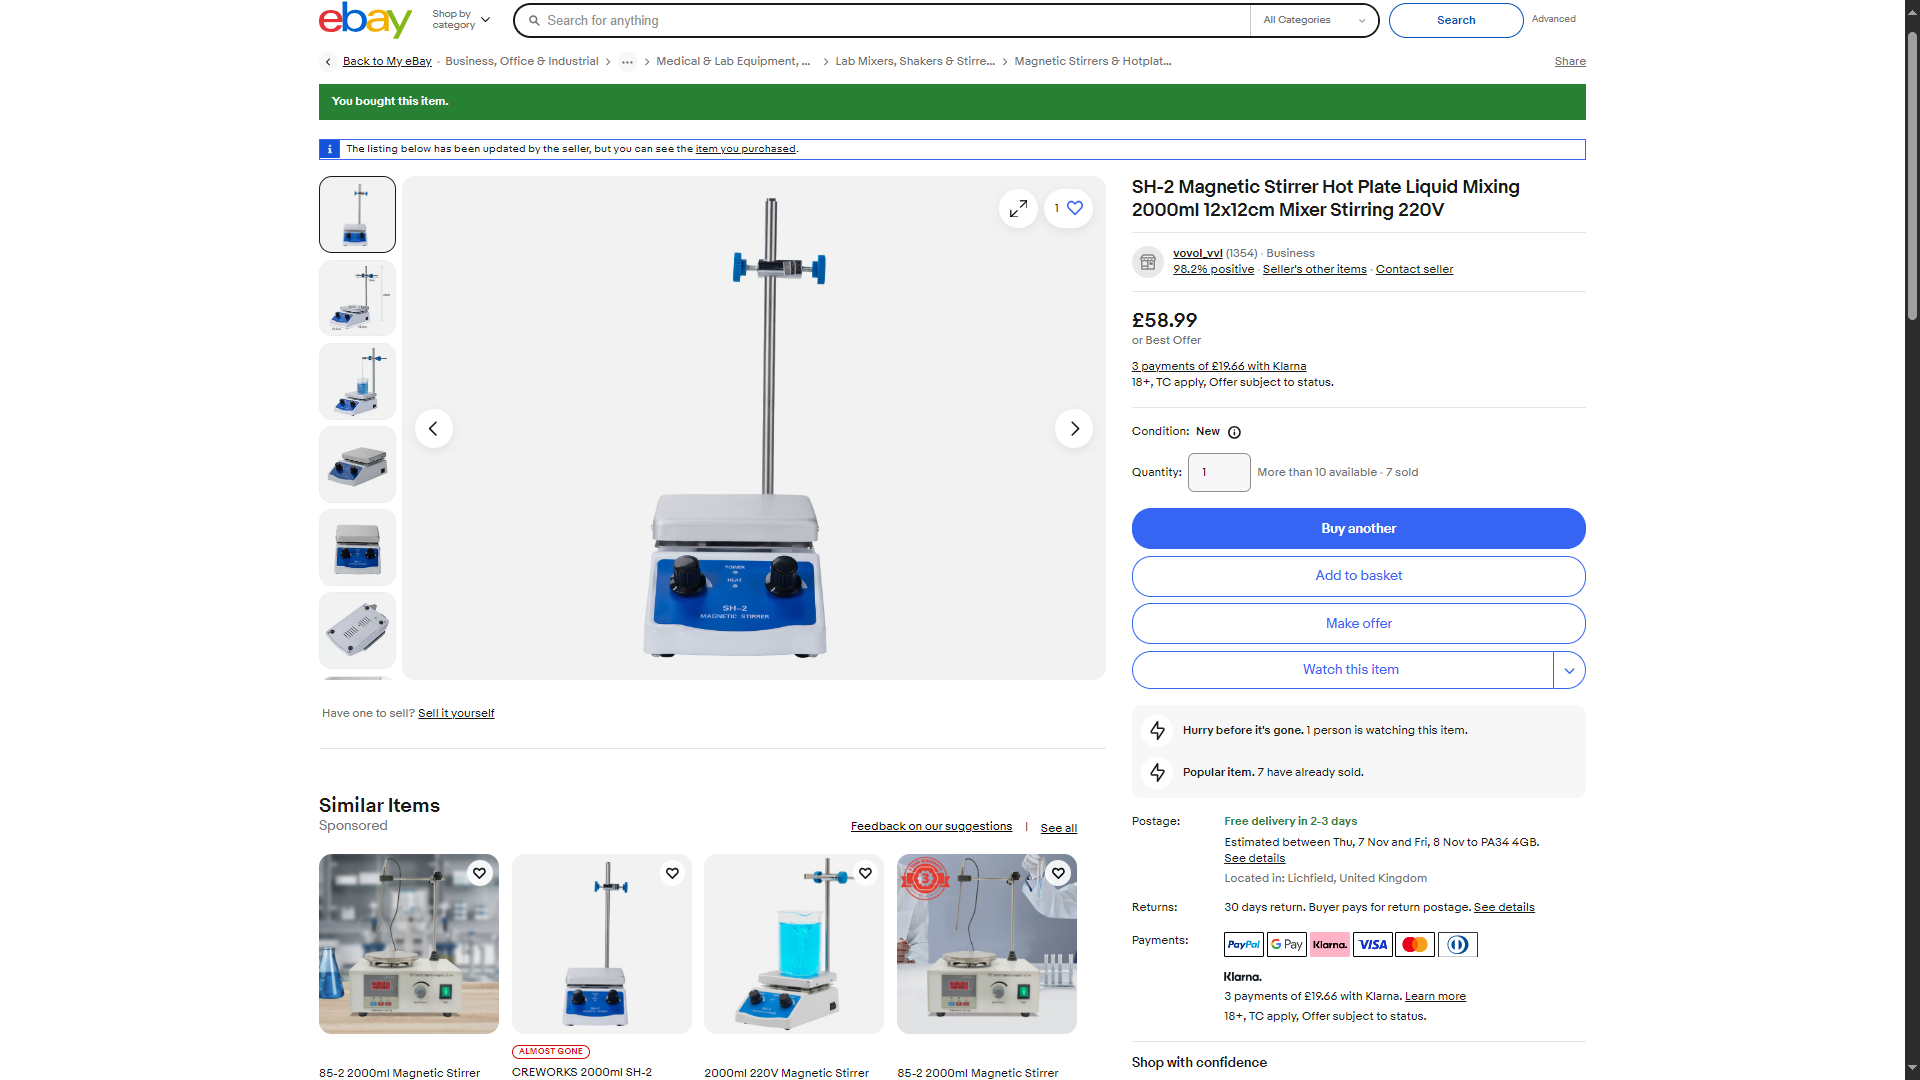 ebay
Shop by
category
Search for anything
All Categories
Search
Advanced
Back to My eBay
Business, Office & Industrial
Medical & Lab Equipment, ...
Lab Mixers, Shakers & Stirre...
Magnetic Stirrers & Hotplat...
Share
You bought this item.
The listing below has been updated by the seller, but you can see the item you purchased.
1
POWER
HEAT
SH-2
MAGNETIC STIRRER
SH-2 Magnetic Stirrer Hot Plate Liquid Mixing
2000ml 12x12cm Mixer Stirring 220V
vovol_vvl (1354) · Business
98.2% positive · Seller's other items · Contact seller
£58.99
or Best Offer
3 payments of £19.66 with Klarna
18+, TC apply, Offer subject to status.
Condition: New
Quantity: 1 More than 10 available · 7 sold
Buy another
Add to basket
Make offer
Watch this item
Hurry before it's gone. 1 person is watching this item.
Popular item. 7 have already sold.
Have one to sell? Sell it yourself
Similar Items
Sponsored
Feedback on our suggestions | See all
3
ALMOST GONE
85-2 2000ml Magnetic Stirrer
CREWORKS 2000ml SH-2
2000ml 220V Magnetic Stirrer
85-2 2000ml Magnetic Stirrer
Postage: Free delivery in 2-3 days
Estimated between Thu, 7 Nov and Fri, 8 Nov to PA34 4GB.
See details
Located in: Lichfield, United Kingdom
Returns: 30 days return. Buyer pays for return postage. See details
Payments: PayPal G Pay Klarna. VISA
Klarna.
3 payments of £19.66 with Klarna. Learn more
18+, TC apply, Offer subject to status.
Shop with confidence